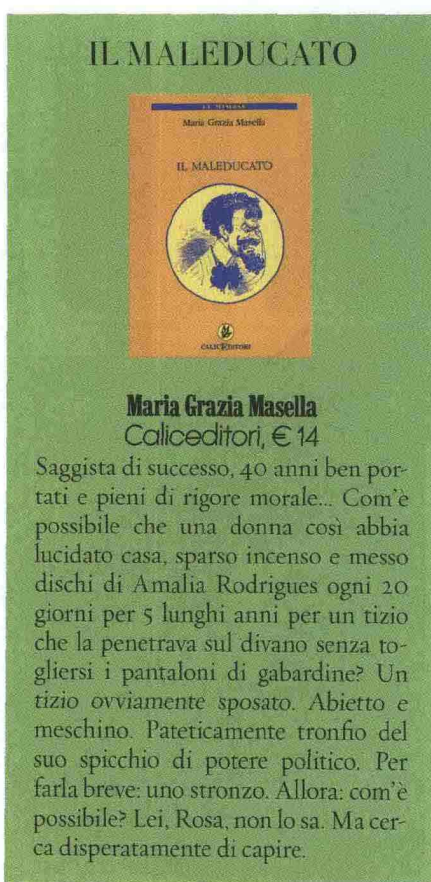 IL MALEDUCATO
LE MIMOSE
Maria Grazia Masella
IL MALEDUCATO
CALICEDITORI
Maria Grazia Masella
Caliceditori, € 14
Saggista di successo, 40 anni ben por-
tati e pieni di rigore morale... Com'è
possibile che una donna così abbia
lucidato casa, sparso incenso e messo
dischi di Amalia Rodrigues ogni 20
giorni per 5 lunghi anni per un tizio
che la penetrava sul divano senza to-
gliersi i pantaloni di gabardine? Un
tizio ovviamente sposato. Abietto e
meschino. Pateticamente tronfio del
suo spicchio di potere politico. Per
farla breve: uno stronzo. Allora: com'è
possibile? Lei, Rosa, non lo sa. Ma cer-
ca disperatamente di capire.